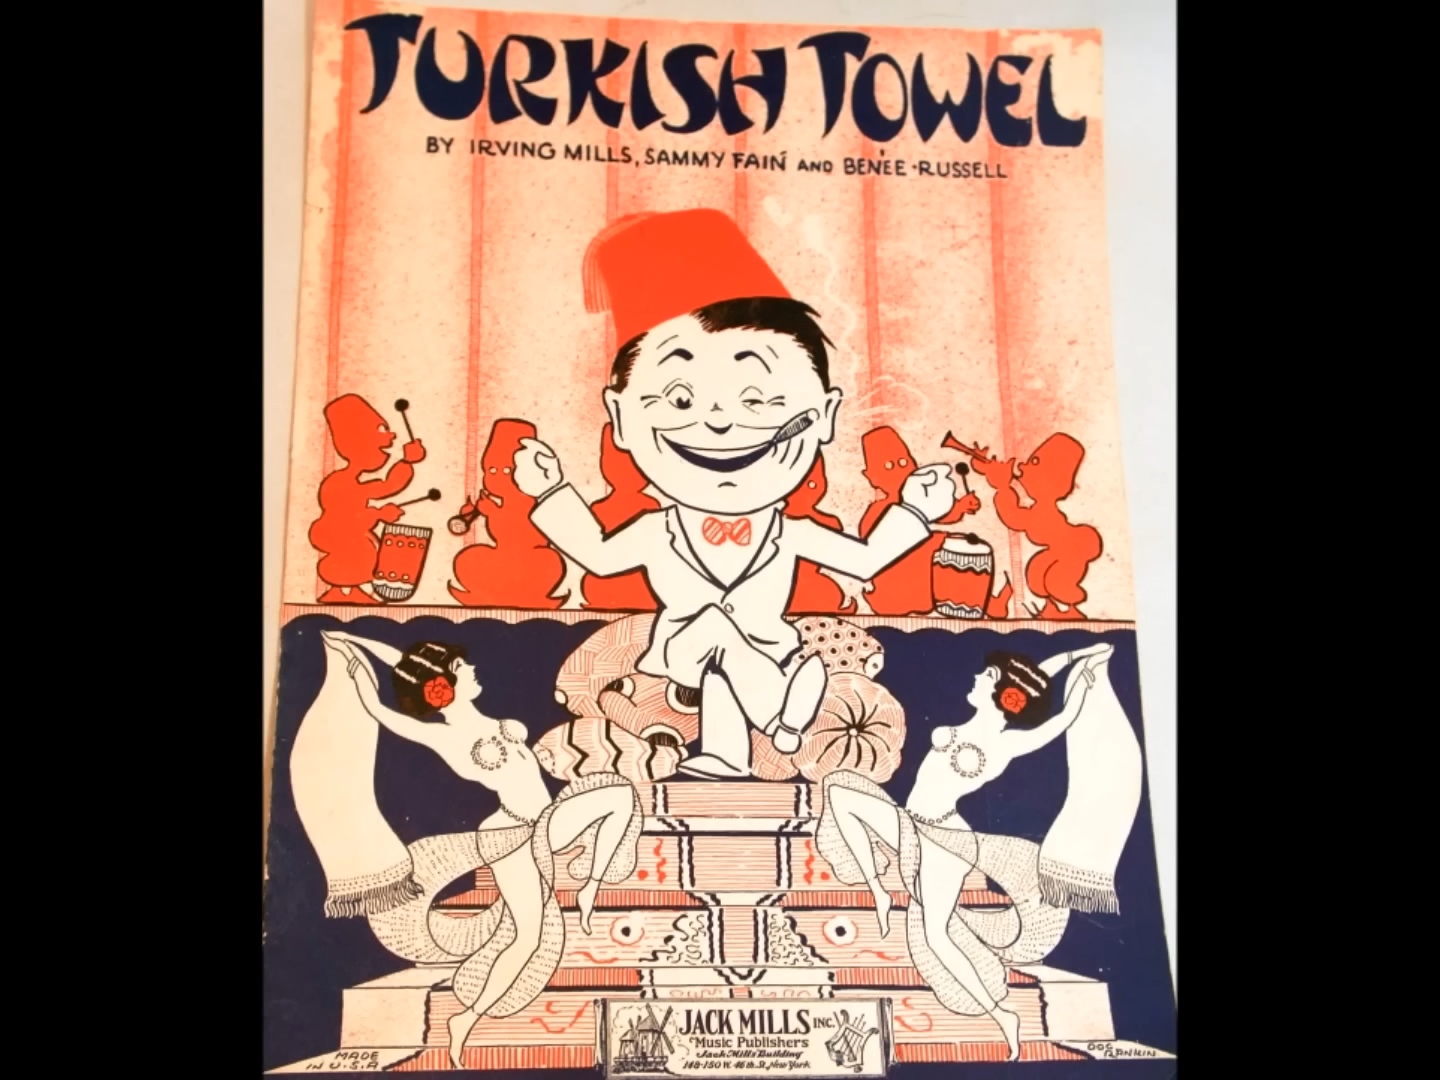 TURKISH TOWEL
BY IRVING MILLS, SAMMY FAIN AND BENEE-RUSSELL
JACK MILLS INC.
Music Publishers
Jack Mills Building
148-150 W. 46th St, New York
MADE
IN U.S.A
DOC
RANKIN